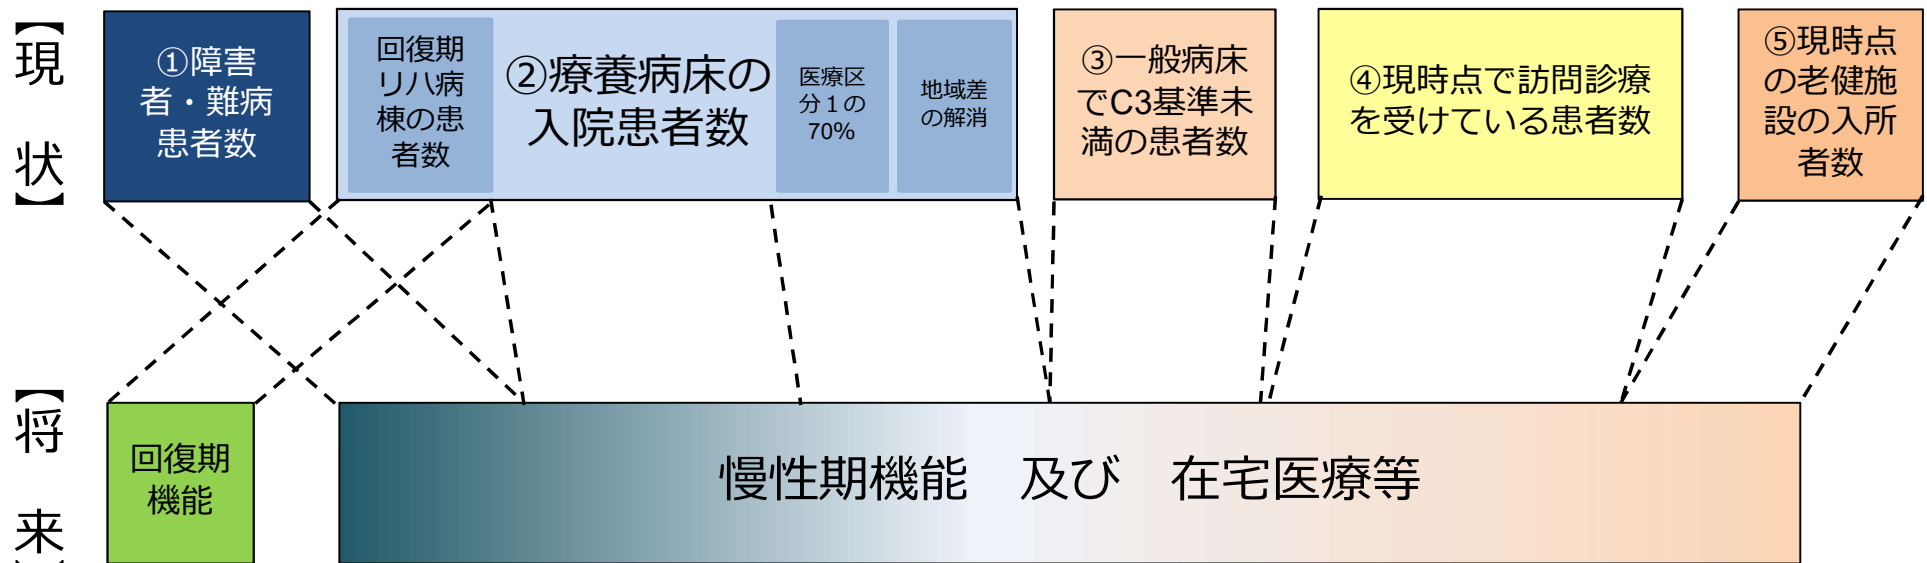 【現状】
①障害
者・難病
患者数
回復期
リハ病
棟の患
者数
②療養病床の
入院患者数
医療区
分１の
70%
地域差
の解消
③一般病床
でC3基準未
満の患者数
④現時点で訪問診療
を受けている患者数
⑤現時点
の老健施
設の入所
者数
【将来】
回復期
機能
慢性期機能　及び　在宅医療等